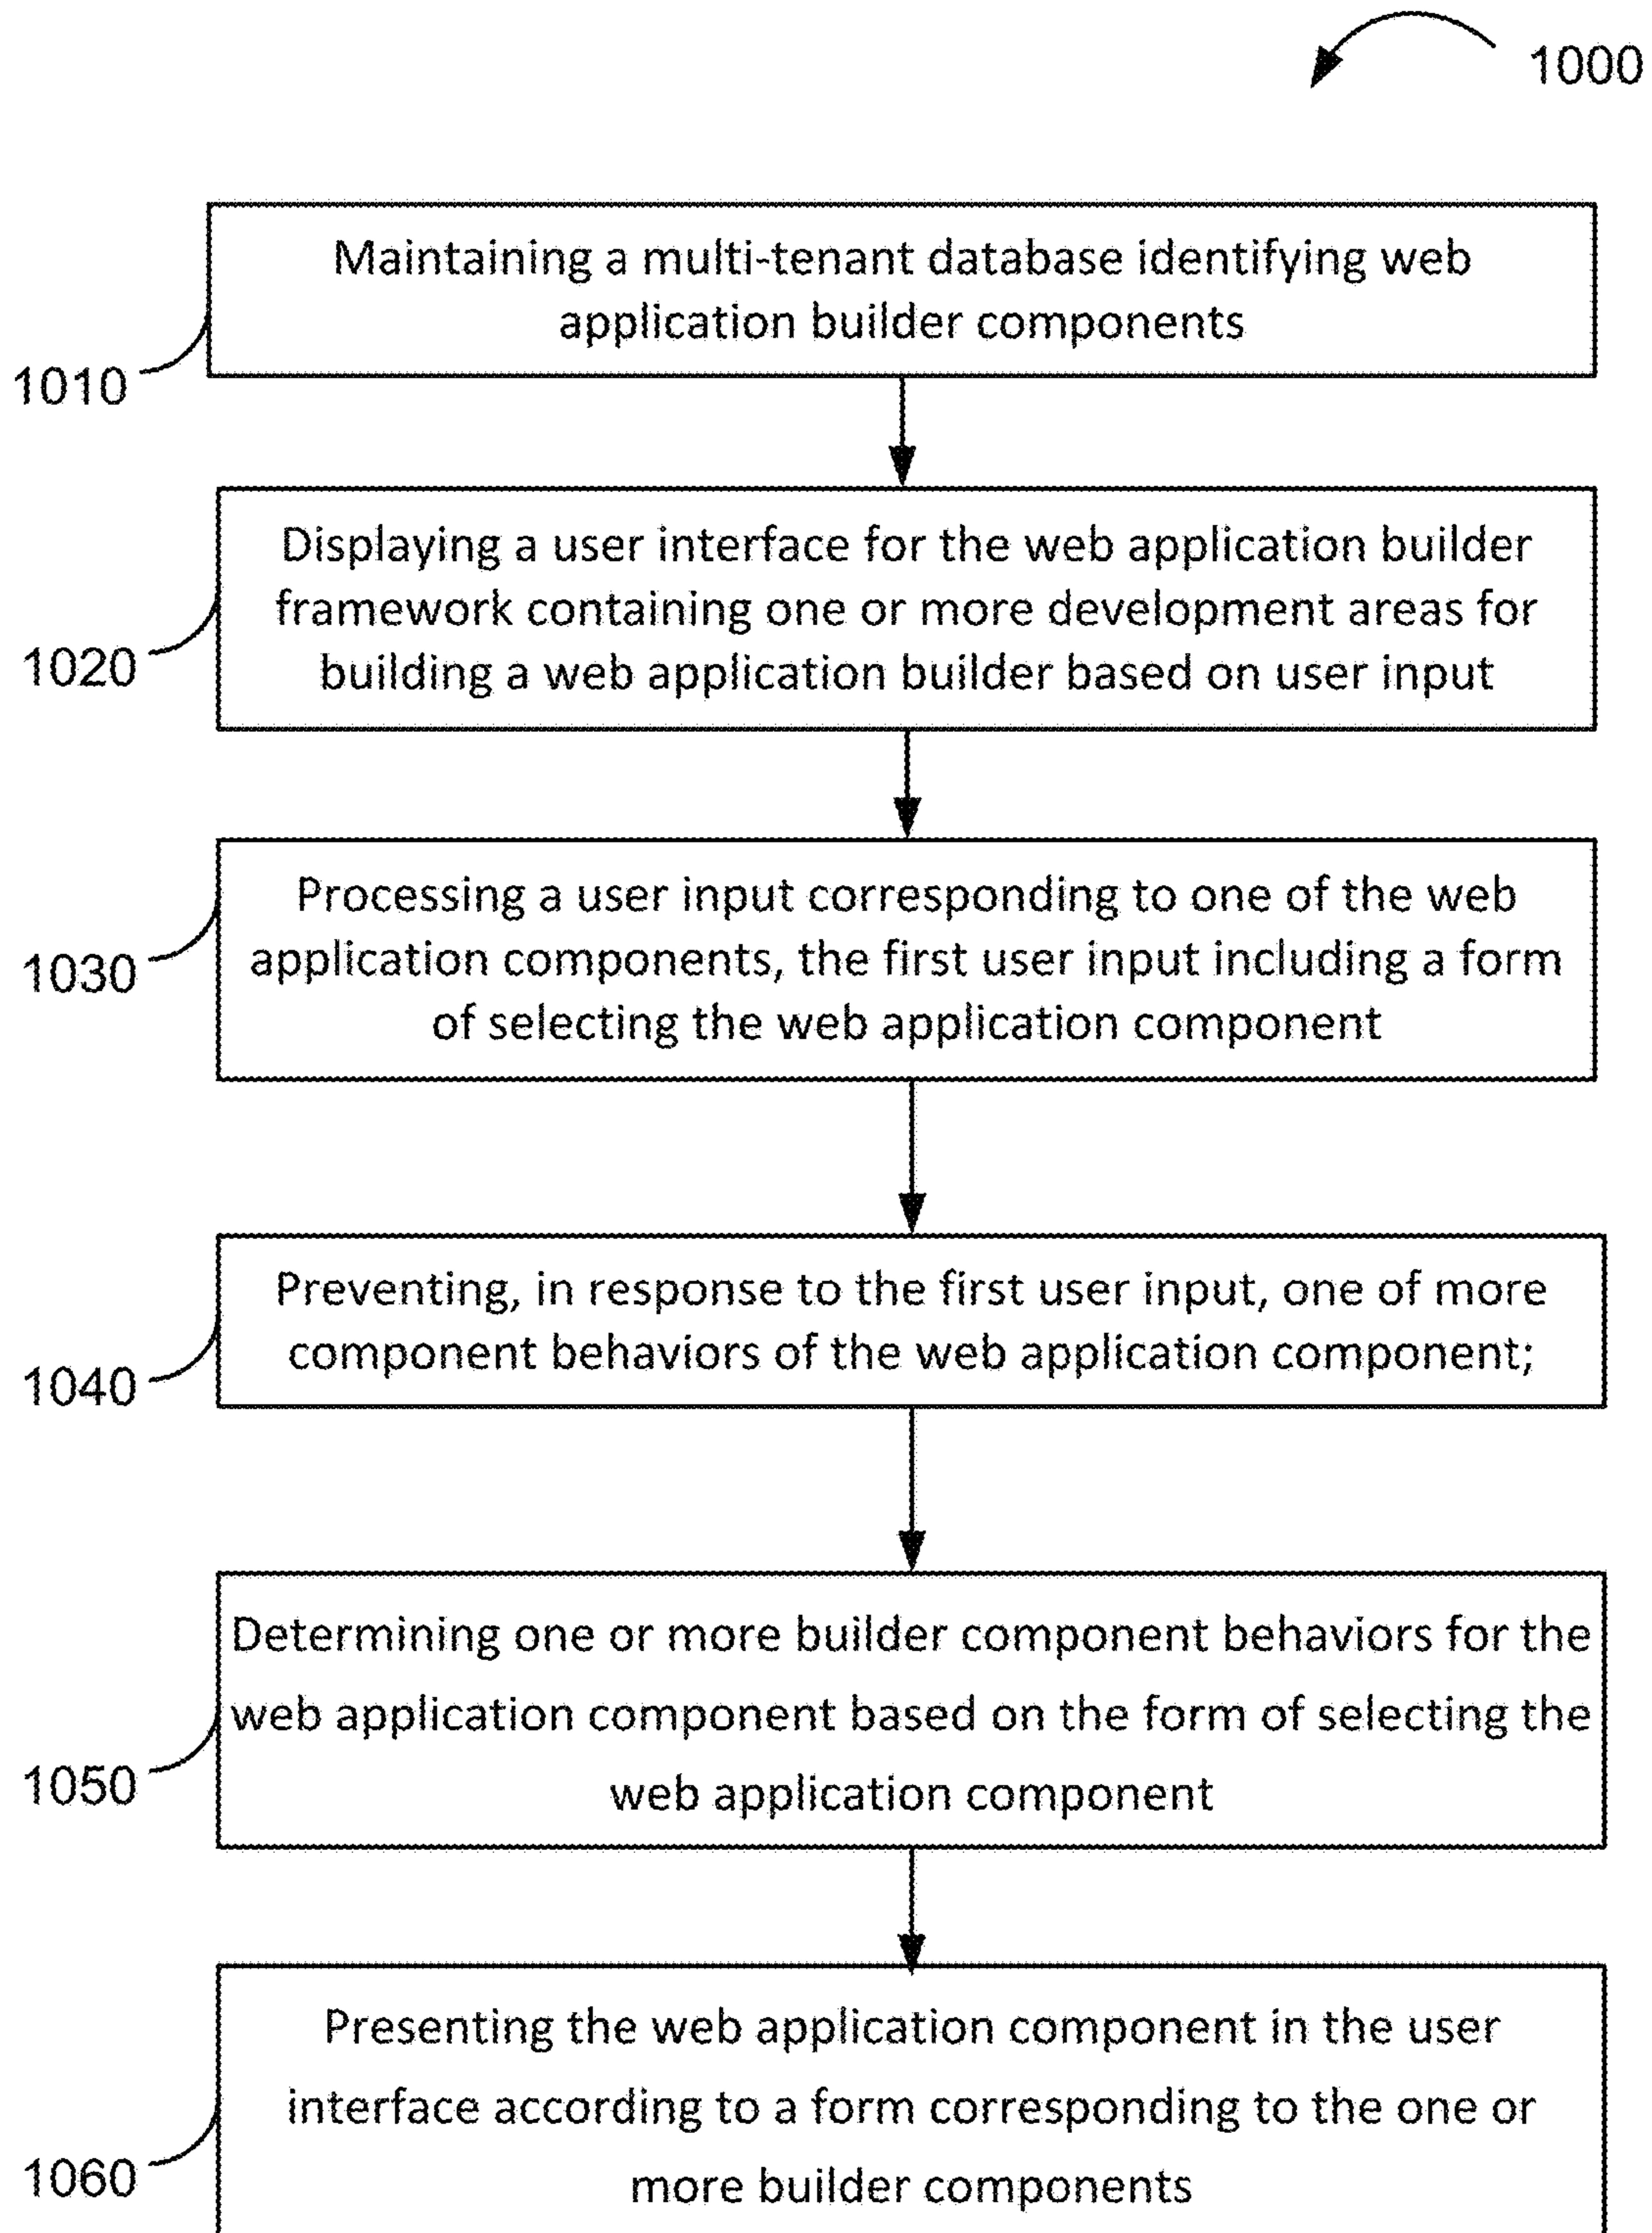 1000
Maintaining a multi-tenant database identifying web
application builder components
1010
Displaying a user interface for the web application builder
framework containing one or more development areas for
building a web application builder based on user input
1020
Processing a user input corresponding to one of the web
application components, the first user input including a form
of selecting the web application component
1030
Preventing, in response to the first user input, one of more
component behaviors of the web application component;
1040
Determining one or more builder component behaviors for the
web application component based on the form of selecting the
web application component
1050
Presenting the web application component in the user
interface according to a form corresponding to the one or
more builder components
1060